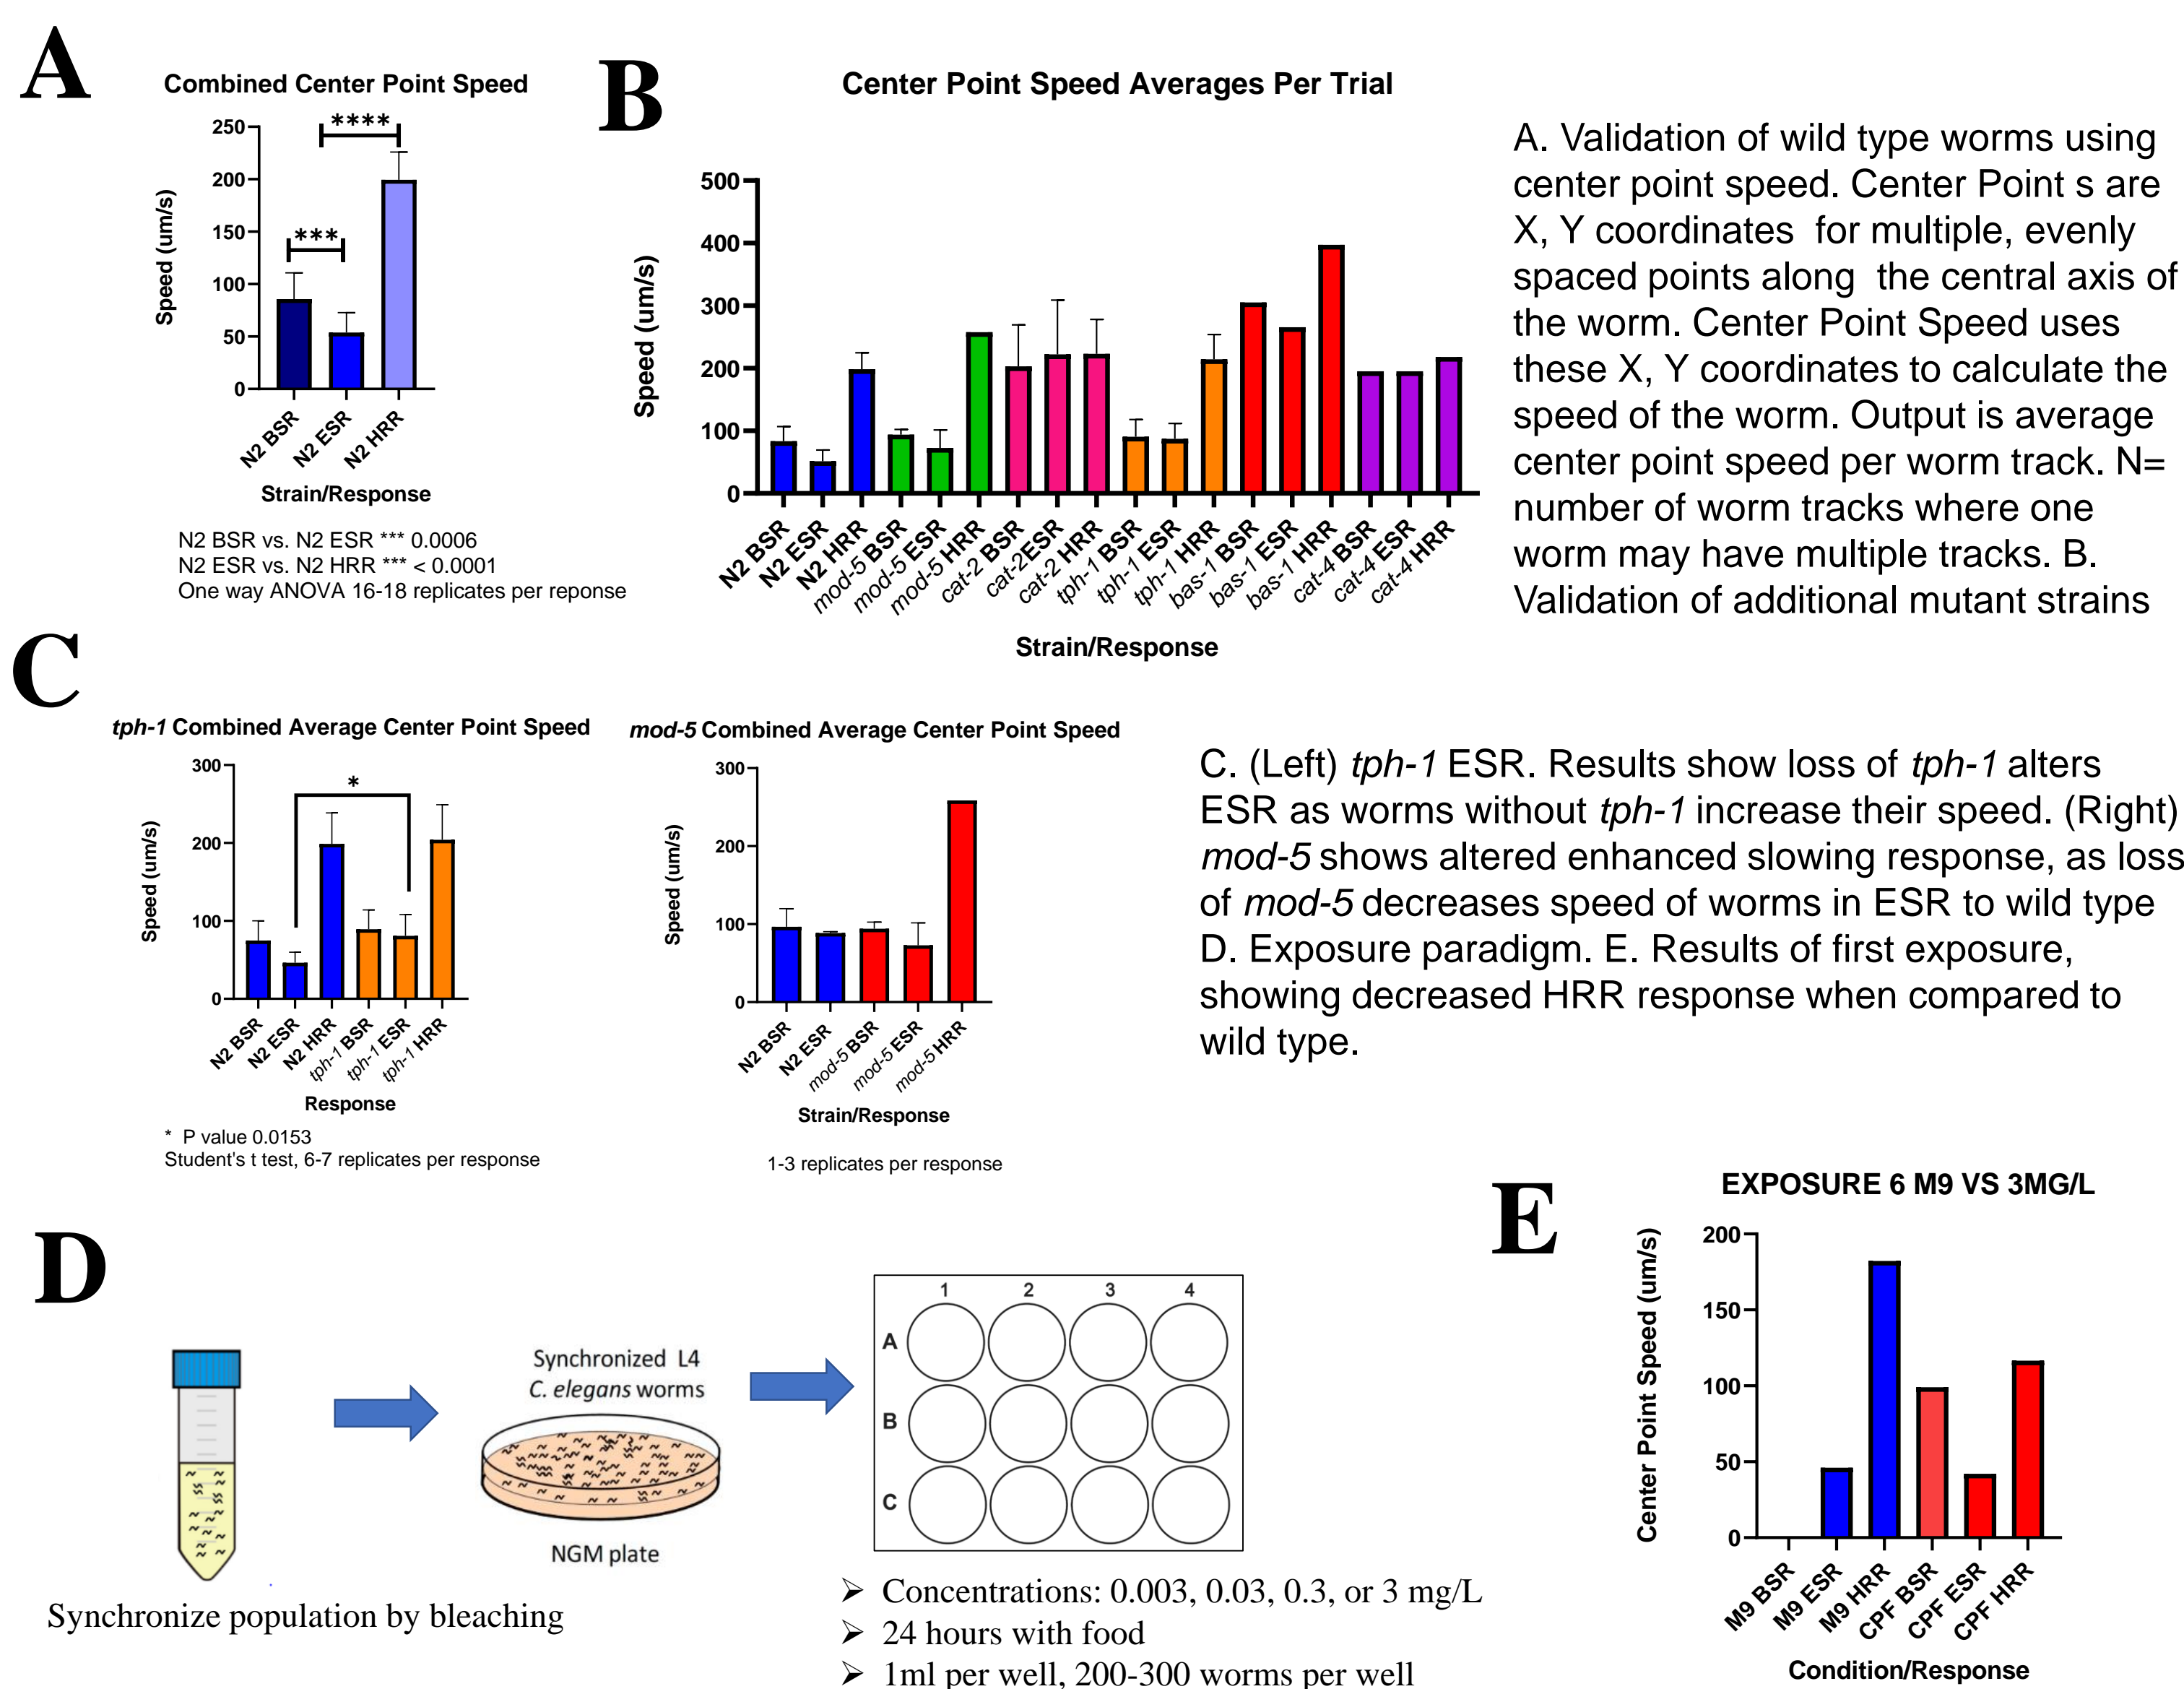 A
Combined Center Point Speed
250
200
150
100
50
0
Speed (um/s)
****
***
N2 BSR
N2 ESR
N2 HRR
Strain/Response
N2 BSR vs. N2 ESR *** 0.0006
N2 ESR vs. N2 HRR *** < 0.0001
One way ANOVA 16-18 replicates per reponse
B
Center Point Speed Averages Per Trial
500
400
300
200
100
0
Speed (um/s)
N2 BSR
N2 ESR
N2 HRR
mod-5 BSR
mod-5 ESR
mod-5 HRR
cat-2 BSR
cat-2ESR
cat-2 HRR
tph-1 BSR
tph-1 ESR
tph-1 HRR
bas-1 BSR
bas-1 ESR
bas-1 HRR
cat-4 BSR
cat-4 ESR
cat-4 HRR
Strain/Response
A. Validation of wild type worms using
center point speed. Center Point s are
X, Y coordinates for multiple, evenly
spaced points along the central axis of
the worm. Center Point Speed uses
these X, Y coordinates to calculate the
speed of the worm. Output is average
center point speed per worm track. N=
number of worm tracks where one
worm may have multiple tracks. B.
Validation of additional mutant strains
C
tph-1 Combined Average Center Point Speed
300
200
100
0
Speed (um/s)
*
N2 BSR
N2 ESR
N2 HRR
tph-1 BSR
tph-1 ESR
tph-1 HRR
Response
* P value 0.0153
Student's t test, 6-7 replicates per response
mod-5 Combined Average Center Point Speed
300
200
100
0
Speed (um/s)
N2 BSR
N2 ESR
mod-5 BSR
mod-5 ESR
mod-5 HRR
Strain/Response
1-3 replicates per response
C. (Left) tph-1 ESR. Results show loss of tph-1 alters
ESR as worms without tph-1 increase their speed. (Right)
mod-5 shows altered enhanced slowing response, as loss
of mod-5 decreases speed of worms in ESR to wild type
D. Exposure paradigm. E. Results of first exposure,
showing decreased HRR response when compared to
wild type.
D
Synchronize population by bleaching
Synchronized L4
C. elegans worms
NGM plate
1 2 3 4
A
B
C
➢ Concentrations: 0.003, 0.03, 0.3, or 3 mg/L
➢ 24 hours with food
➢ 1ml per well, 200-300 worms per well
E
EXPOSURE 6 M9 VS 3MG/L
200
150
100
50
0
Center Point Speed (um/s)
M9 BSR
M9 ESR
M9 HRR
CPF BSR
CPF ESR
CPF HRR
Condition/Response